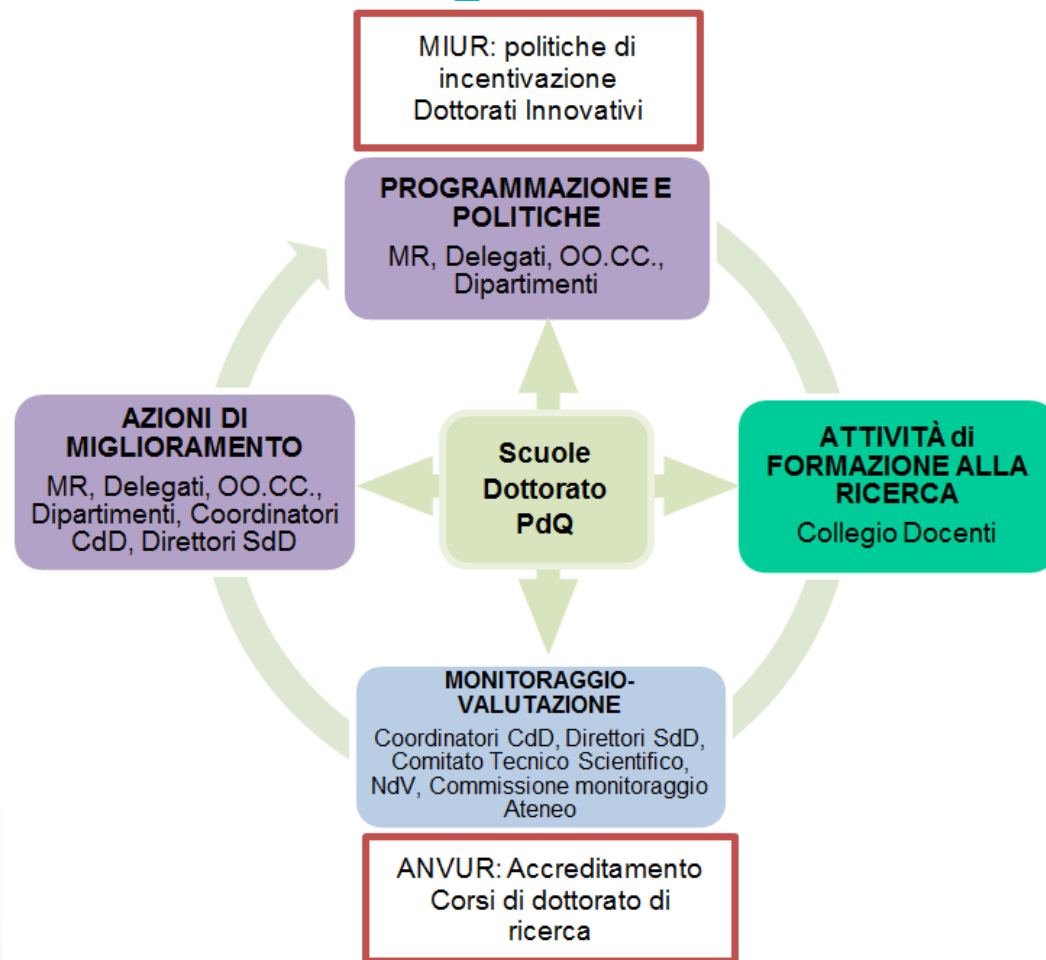 MIUR: politiche di
incentivazione
Dottorati Innovativi
PROGRAMMAZIONE E
POLITICHE
MR, Delegati, OO.CC.,
Dipartimenti
AZIONI DI
MIGLIORAMENTO
MR, Delegati, OO.CC.,
Dipartimenti, Coordinatori
CdD, Direttori SdD
Scuole
Dottorato
PdQ
ATTIVITÀ di
FORMAZIONE ALLA
RICERCA
Collegio Docenti
MONITORAGGIO-
VALUTAZIONE
Coordinatori CdD, Direttori SdD,
Comitato Tecnico Scientifico,
NdV, Commissione monitoraggio
Ateneo
ANVUR: Accreditamento
Corsi di dottorato di
ricerca